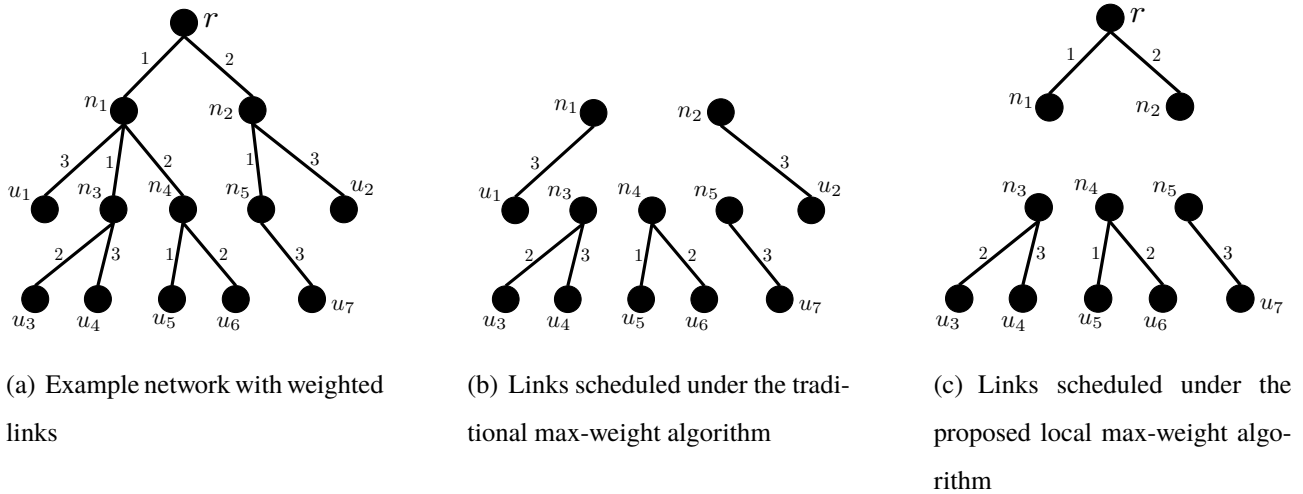 r
1 2
n₁ n₂
3 1 2 1 3
u₁ n₃ n₄ n₅ u₂
2 3 1 2 3
u₃ u₄ u₅ u₆ u₇
(a) Example network with weighted
links
n₁ n₂
3 3
u₁ n₃ n₄ n₅ u₂
2 3 1 2 3
u₃ u₄ u₅ u₆ u₇
(b) Links scheduled under the tradi-
tional max-weight algorithm
r
1 2
n₁ n₂
n₃ n₄ n₅
2 3 1 2 3
u₃ u₄ u₅ u₆ u₇
(c) Links scheduled under the
proposed local max-weight algo-
rithm